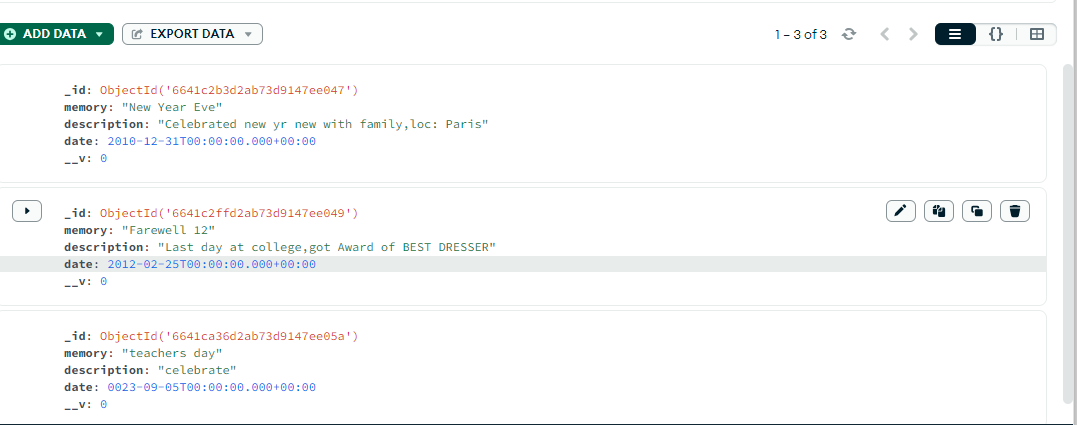 ADD DATA
EXPORT DATA
1 – 3 of 3
{}
_id: ObjectId('6641c2b3d2ab73d9147ee047')
memory: "New Year Eve"
description: "Celebrated new yr new with family,loc: Paris"
date: 2010-12-31T00:00:00.000+00:00
__v: 0
_id: ObjectId('6641c2ffd2ab73d9147ee049')
memory: "Farewell 12"
description: "Last day at college,got Award of BEST DRESSER"
date: 2012-02-25T00:00:00.000+00:00
__v: 0
_id: ObjectId('6641ca36d2ab73d9147ee05a')
memory: "teachers day"
description: "celebrate"
date: 0023-09-05T00:00:00.000+00:00
__v: 0